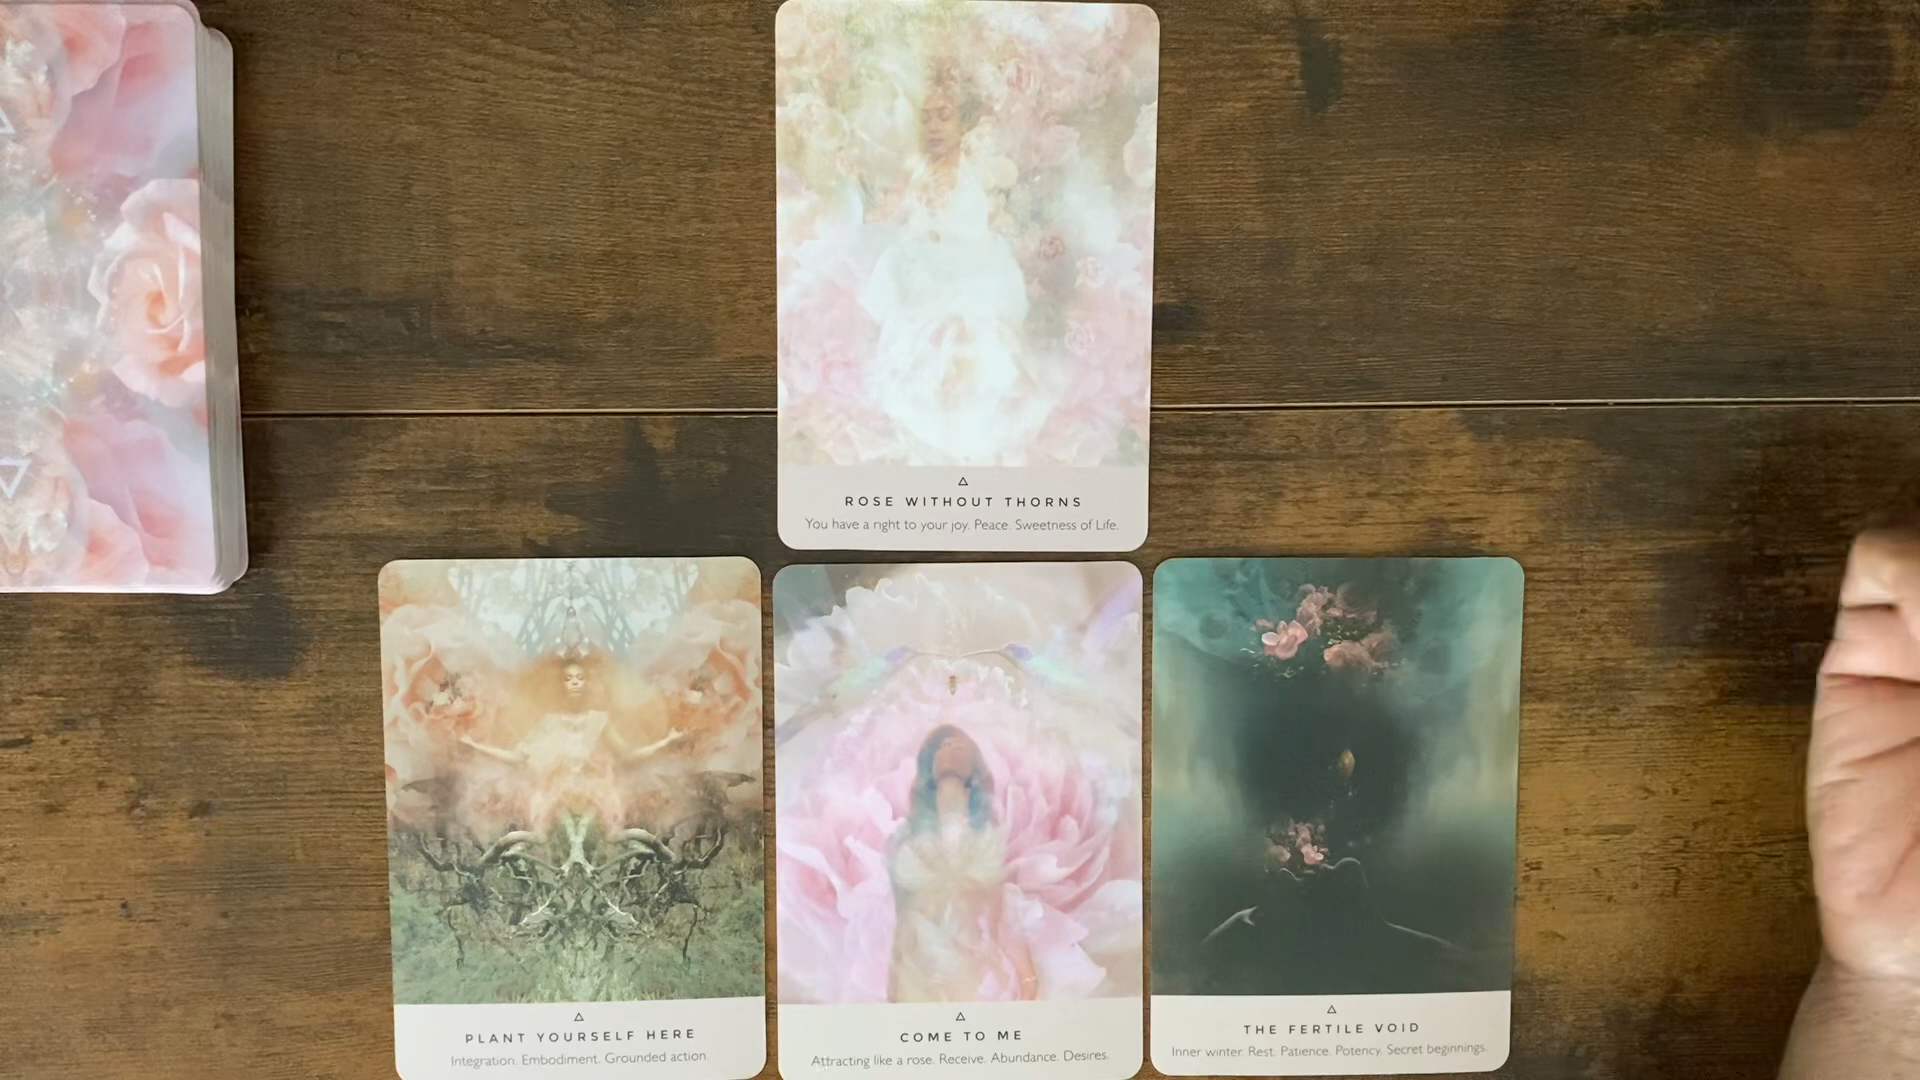 ROSE WITHOUT THORNS
You have a right to your joy. Peace. Sweetness of Life.
PLANT YOURSELF HERE
Integration. Embodiment. Grounded action.
COME TO ME
Attracting like a rose. Receive. Abundance. Desires.
THE FERTILE VOID
Inner winter. Rest. Patience. Potency. Secret beginnings.